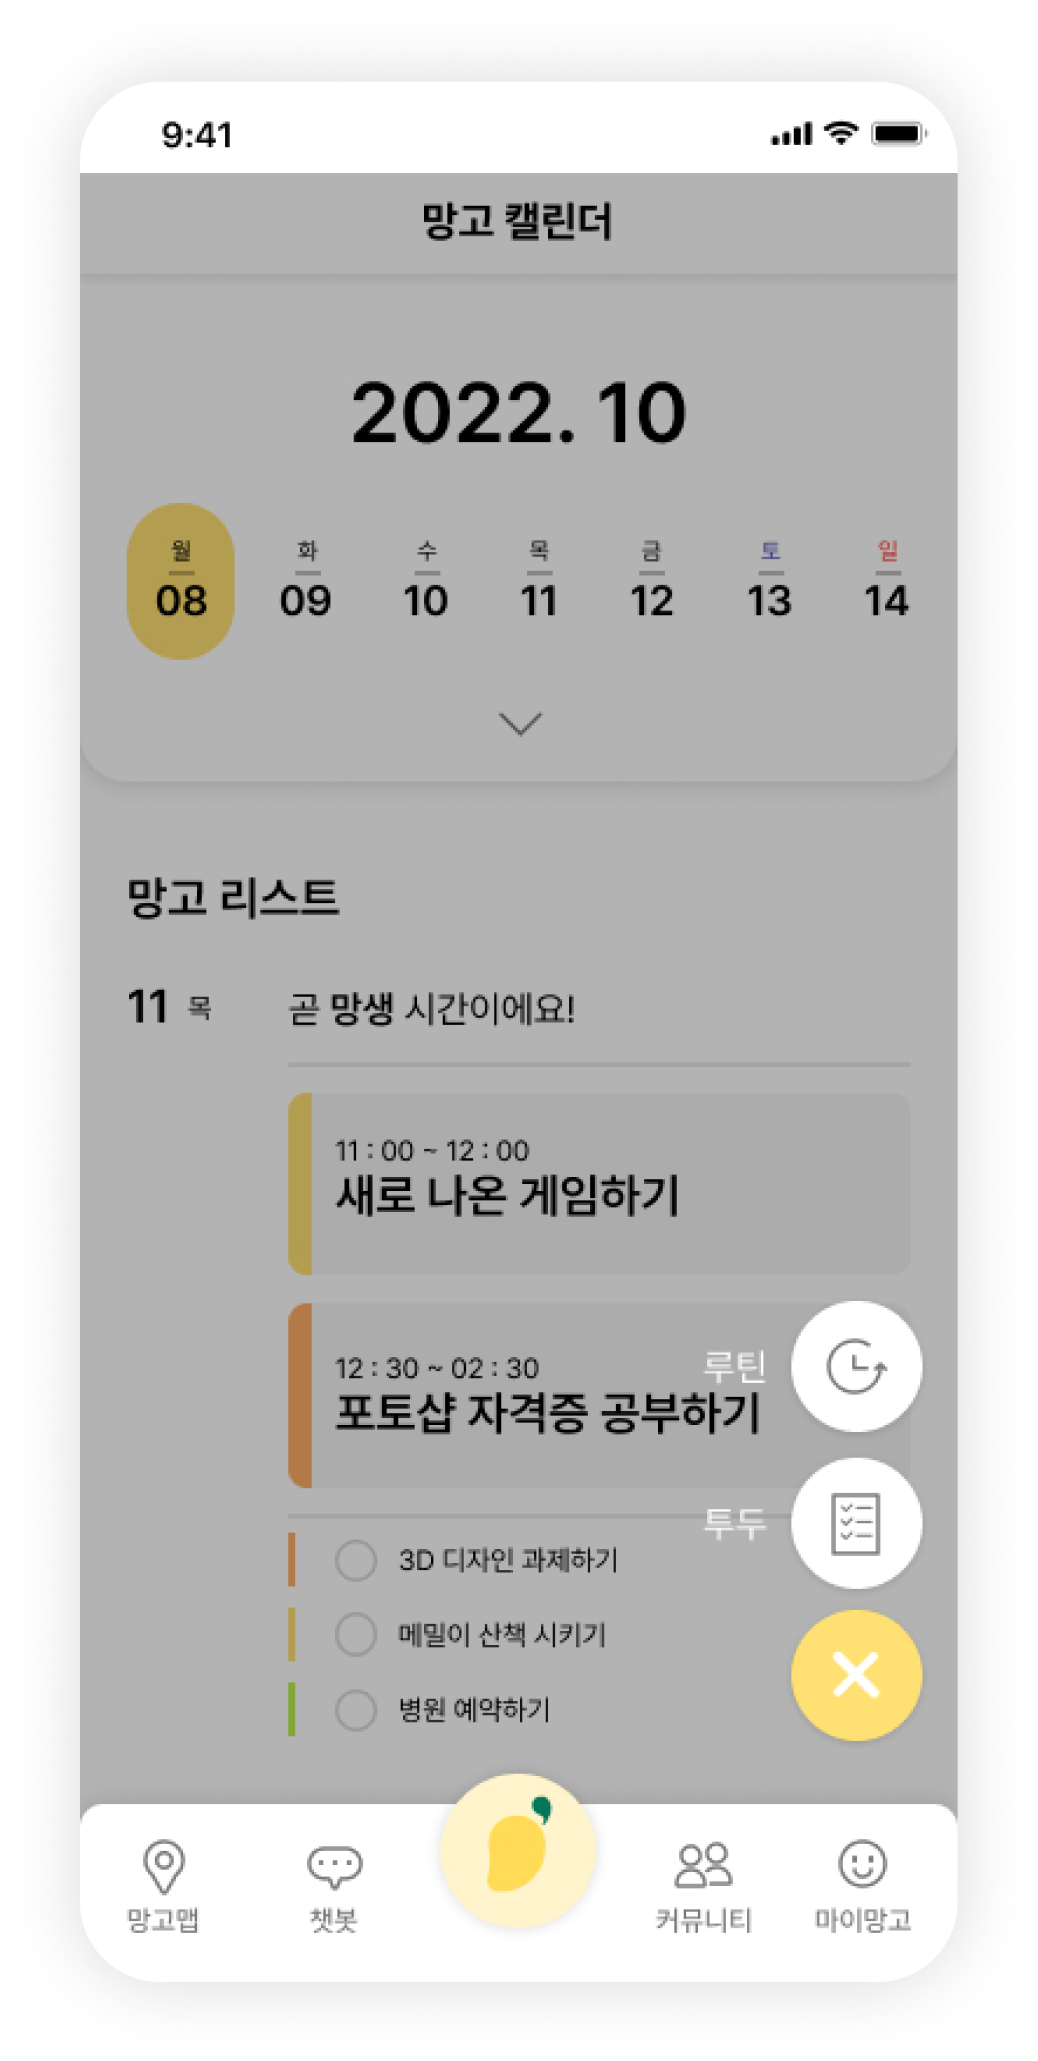 9:41
망고 캘린더
2022. 10
월 화 수 목 금 토 일
08 09 10 11 12 13 14
망고 리스트
11 목 곧 망생 시간이에요!
11 : 00 ~ 12 : 00
새로 나온 게임하기
12 : 30 ~ 02 : 30
루틴
포토샵 자격증 공부하기
투두
3D 디자인 과제하기
메밀이 산책 시키기
병원 예약하기
망고맵 챗봇 커뮤니티 마이망고